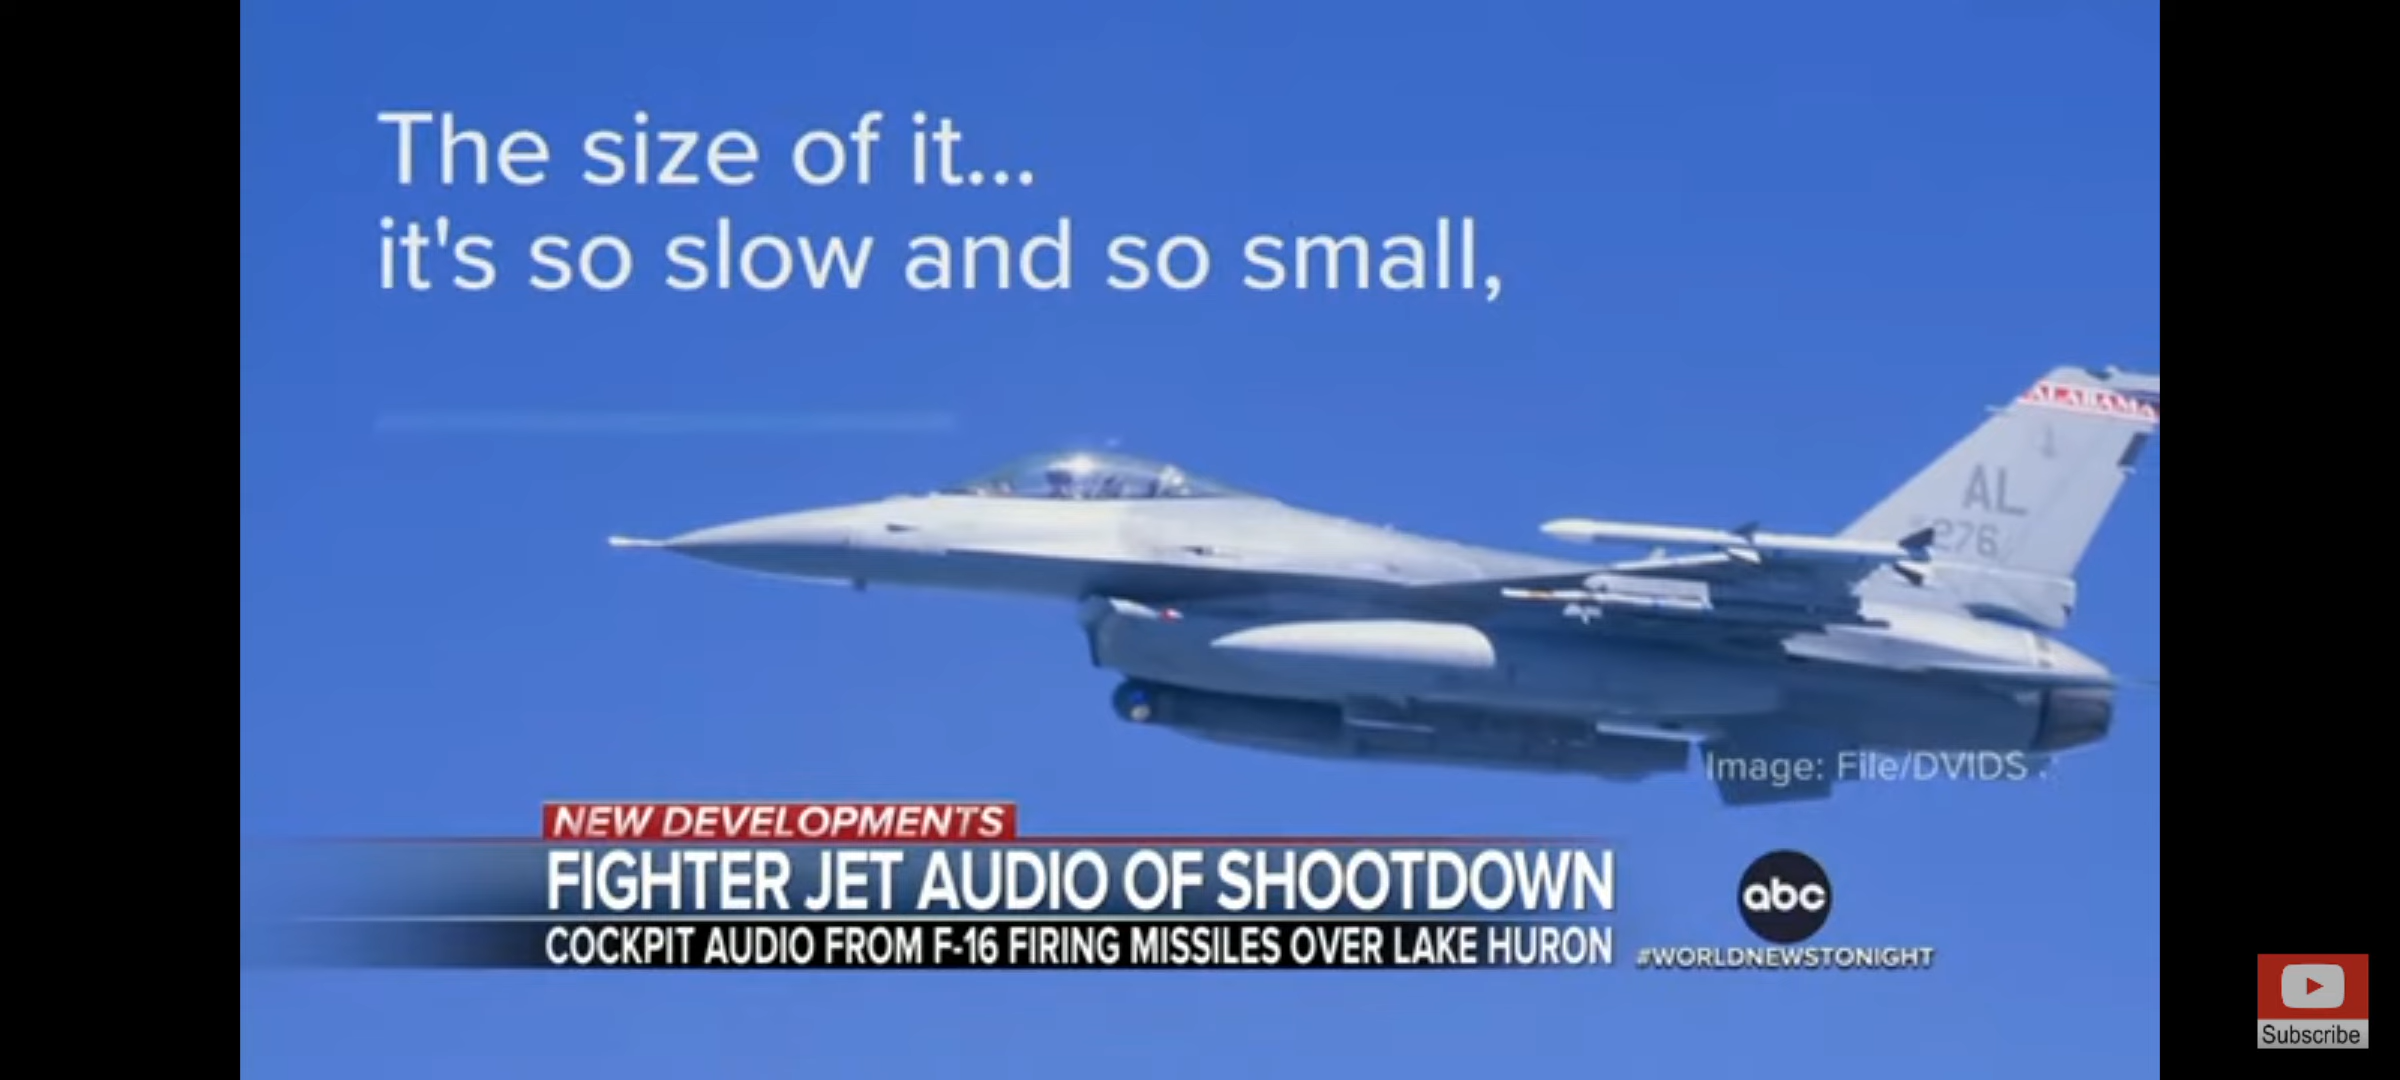 The size of it...
it's so slow and so small,
ALABAMA
AL
276
Image: File/DVIDS
NEW DEVELOPMENTS
FIGHTER JET AUDIO OF SHOOTDOWN
COCKPIT AUDIO FROM F-16 FIRING MISSILES OVER LAKE HURON
abc
#WORLDNEWSTONIGHT
Subscribe